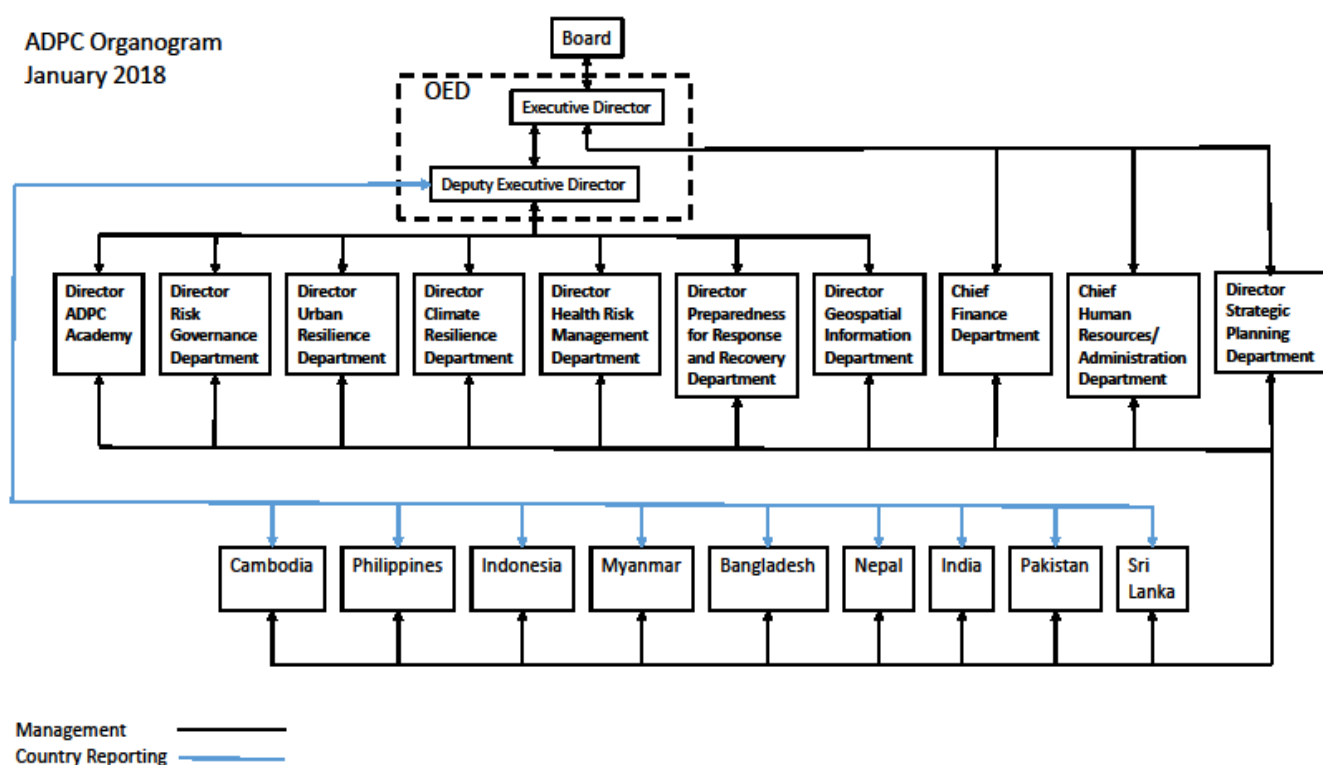 ADPC Organogram
January 2018
Board
OED
Executive Director
Deputy Executive Director
Director
ADPC
Academy
Director
Risk
Governance
Department
Director
Urban
Resilience
Department
Director
Climate
Resilience
Department
Director
Health Risk
Management
Department
Director
Preparedness
for Response
and Recovery
Department
Director
Geospatial
Information
Department
Chief
Finance
Department
Chief
Human
Resources/
Administration
Department
Director
Strategic
Planning
Department
Cambodia
Philippines
Indonesia
Myanmar
Bangladesh
Nepal
India
Pakistan
Sri
Lanka
Management
Country Reporting